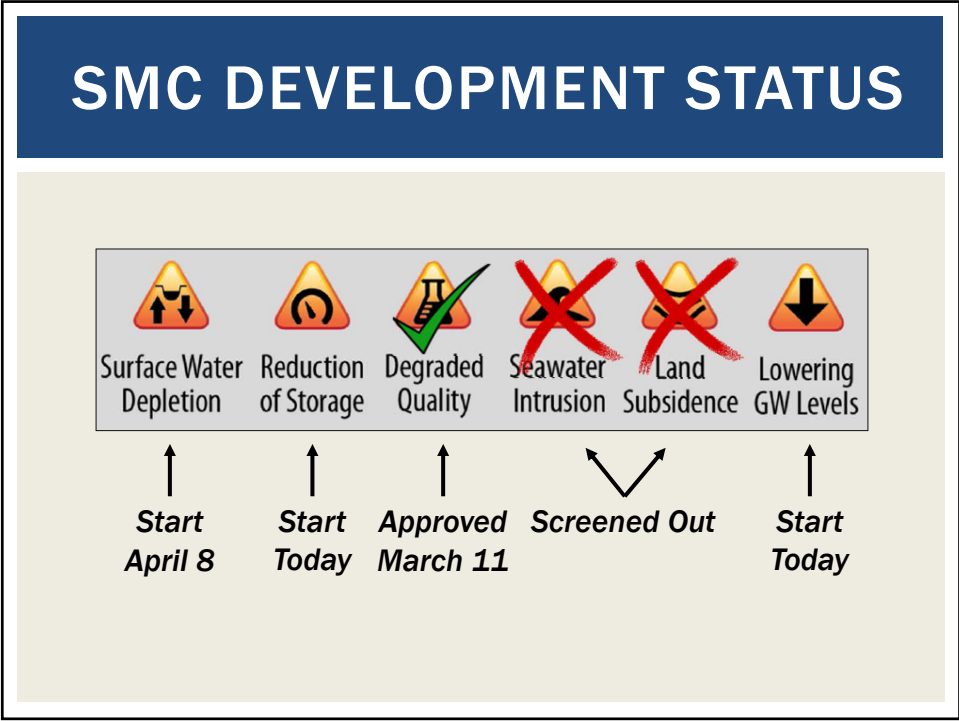 SMC DEVELOPMENT STATUS
Surface Water
Depletion
Reduction
of Storage
Degraded
Quality
Seawater
Intrusion
Land
Subsidence
Lowering
GW Levels
Start
April 8
Start
Today
Approved
March 11
Screened Out
Start
Today